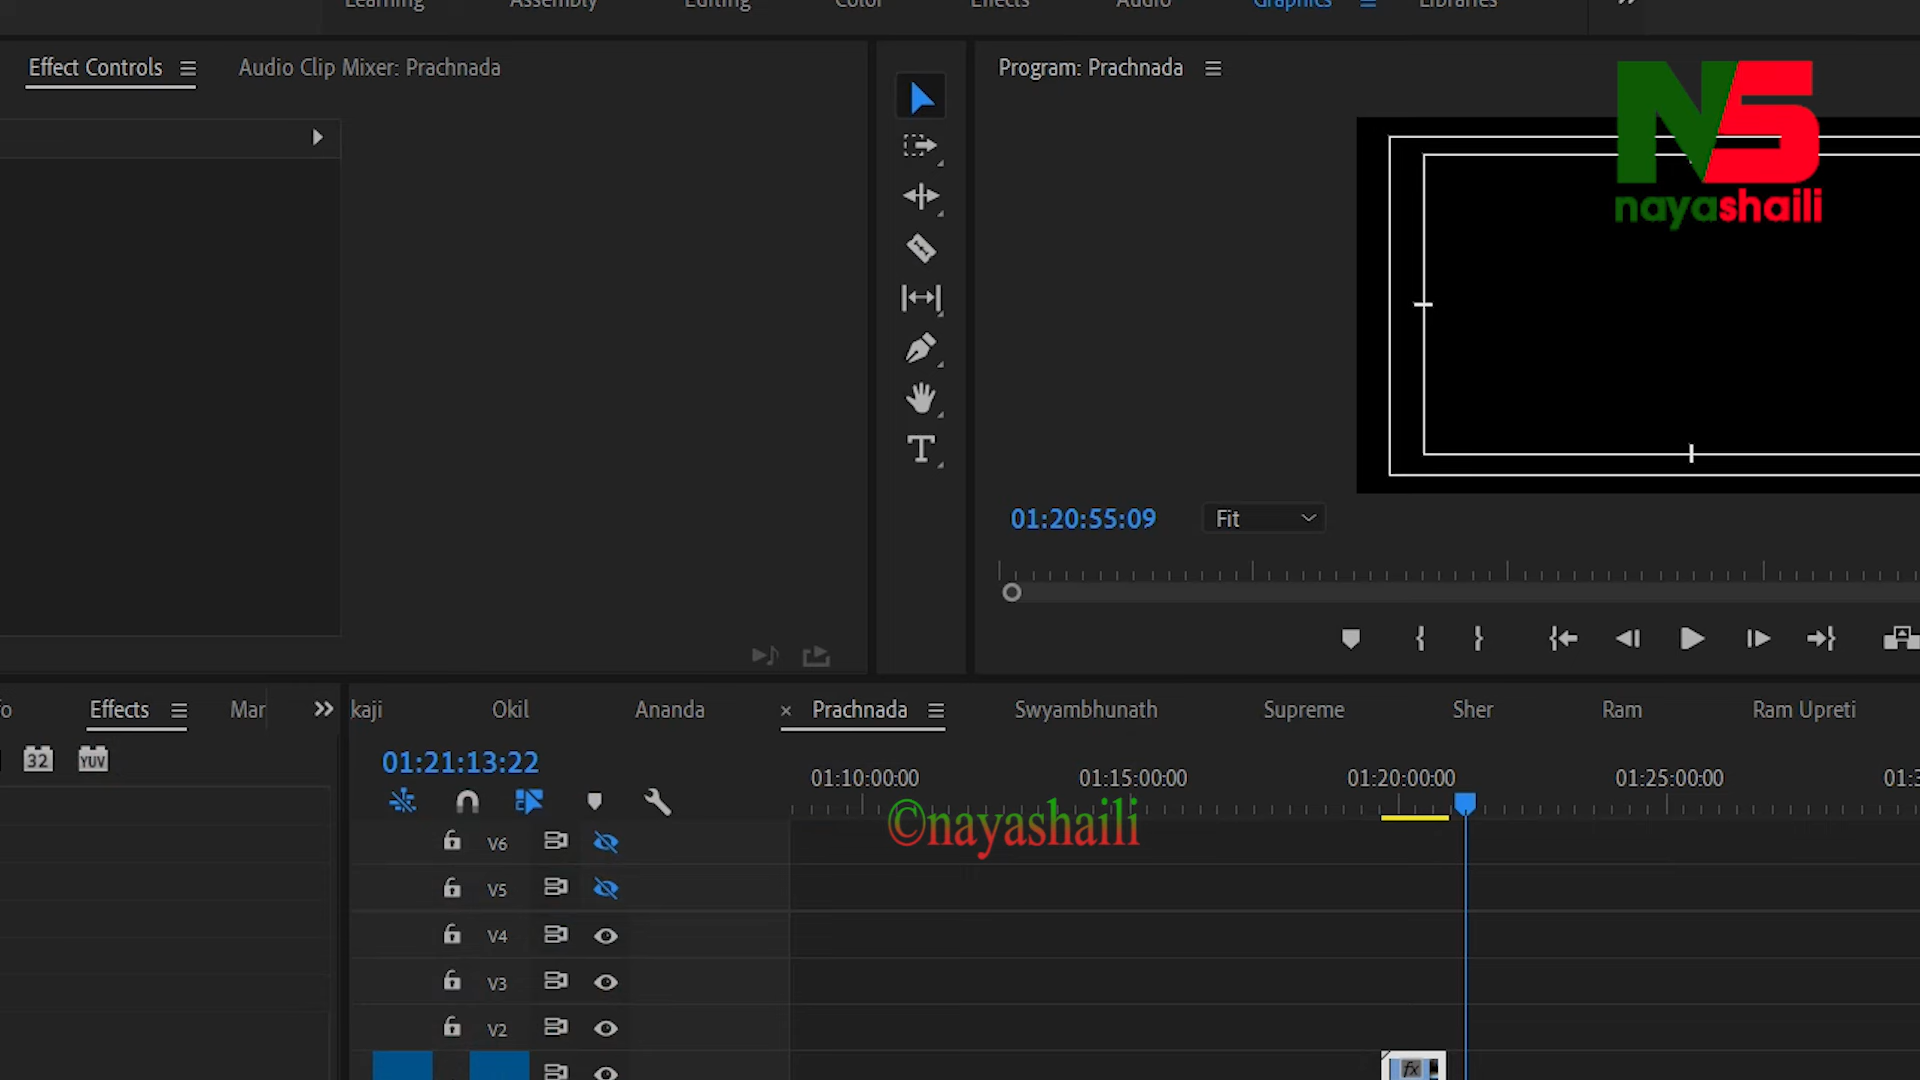 Learning Assembly Editing Color Effects Audio Graphics Libraries
Effect Controls Audio Clip Mixer: Prachnada
Program: Prachnada
NS
nayashaili
01:20:55:09 Fit
Effects Mar
kaji Okil Ananda × Prachnada Swyambhunath Supreme Sher Ram Ram Upreti
32 YUV
01:21:13:22
01:10:00:00 01:15:00:00 01:20:00:00 01:25:00:00
©nayashaili
V6
V5
V4
V3
V2
fx